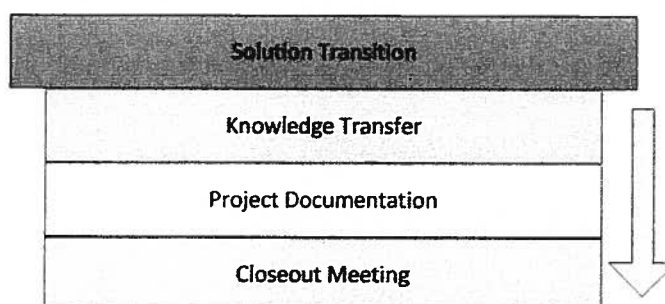 Solution Transition
Knowledge Transfer
Project Documentation
Closeout Meeting